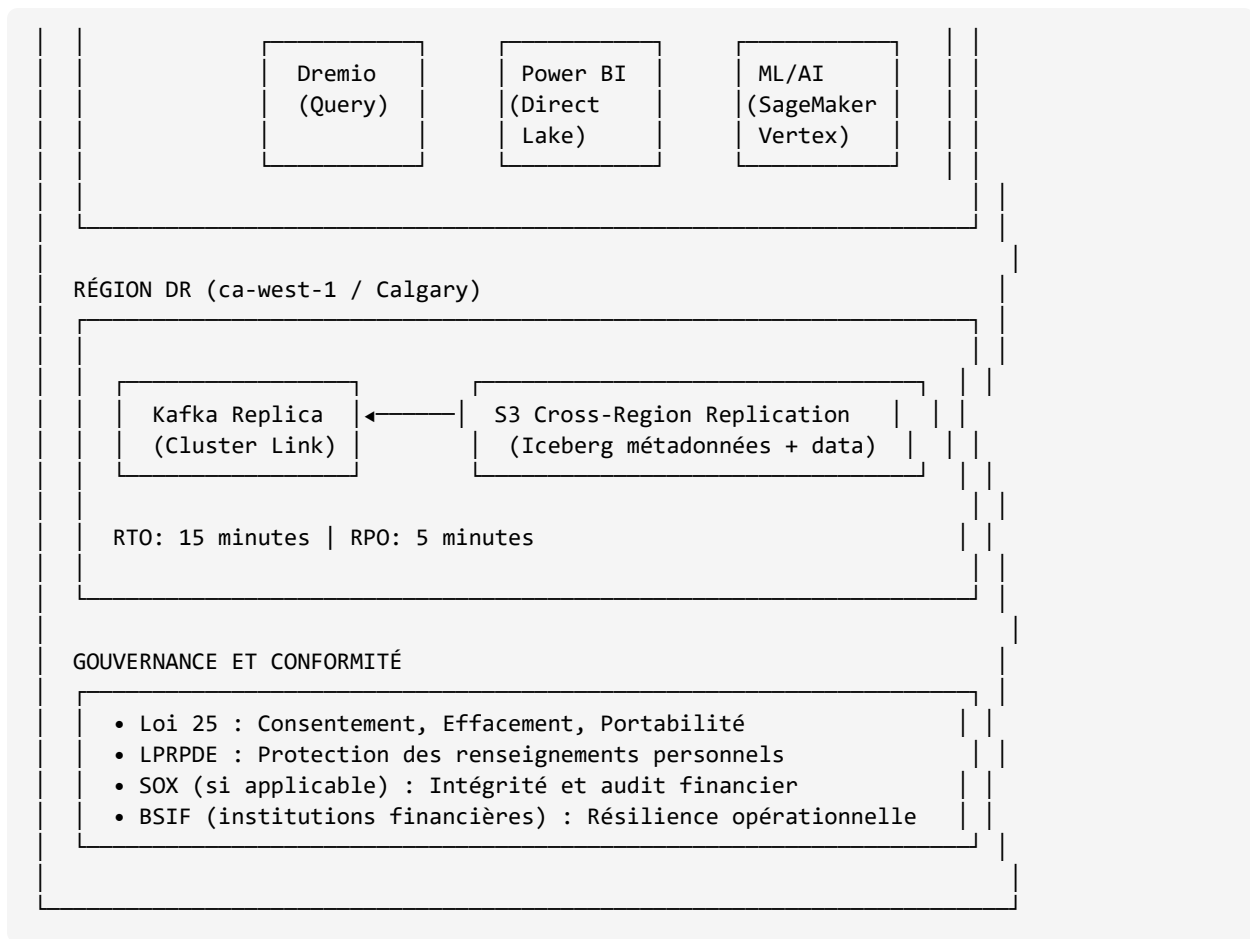 Dremio Power BI ML/AI
(Query) (Direct (SageMaker
Lake) Vertex)
RÉGION DR (ca-west-1 / Calgary)
Kafka Replica S3 Cross-Region Replication
(Cluster Link) (Iceberg métadonnées + data)
RTO: 15 minutes | RPO: 5 minutes
GOUVERNANCE ET CONFORMITÉ
• Loi 25 : Consentement, Effacement, Portabilité
• LPRPDE : Protection des renseignements personnels
• SOX (si applicable) : Intégrité et audit financier
• BSIF (institutions financières) : Résilience opérationnelle